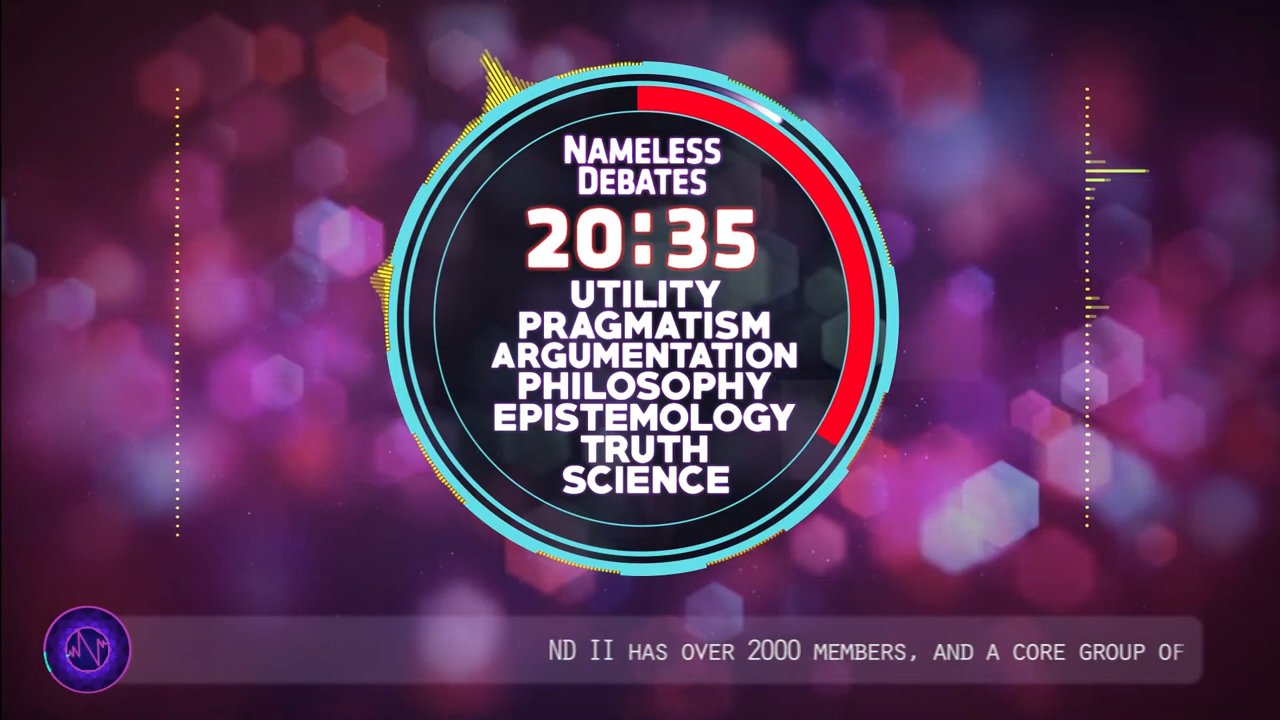 NAMELESS
DEBATES
20:35
UTILITY
PRAGMATISM
ARGUMENTATION
PHILOSOPHY
EPISTEMOLOGY
TRUTH
SCIENCE
ND II HAS OVER 2000 MEMBERS, AND A CORE GROUP OF